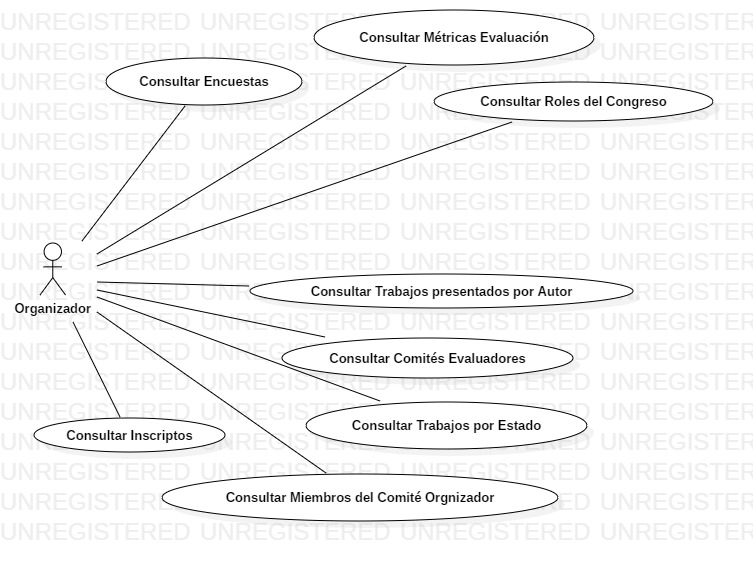 Consultar Métricas Evaluación
Consultar Encuestas
Consultar Roles del Congreso
Organizador
Consultar Trabajos presentados por Autor
Consultar Comités Evaluadores
Consultar Trabajos por Estado
Consultar Inscriptos
Consultar Miembros del Comité Orgnizador
UNREGISTERED UNREGISTERED UNREGISTERED UNREGISTERED